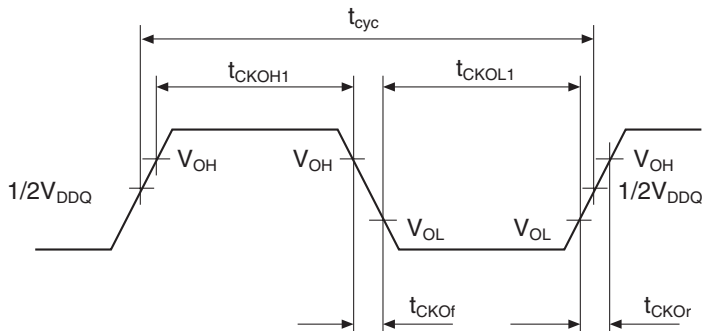 t_cyc
t_CKOH1 t_CKOL1
V_OH V_OH V_OH
1/2V_DDQ 1/2V_DDQ
V_OL V_OL
t_CKOf t_CKOr